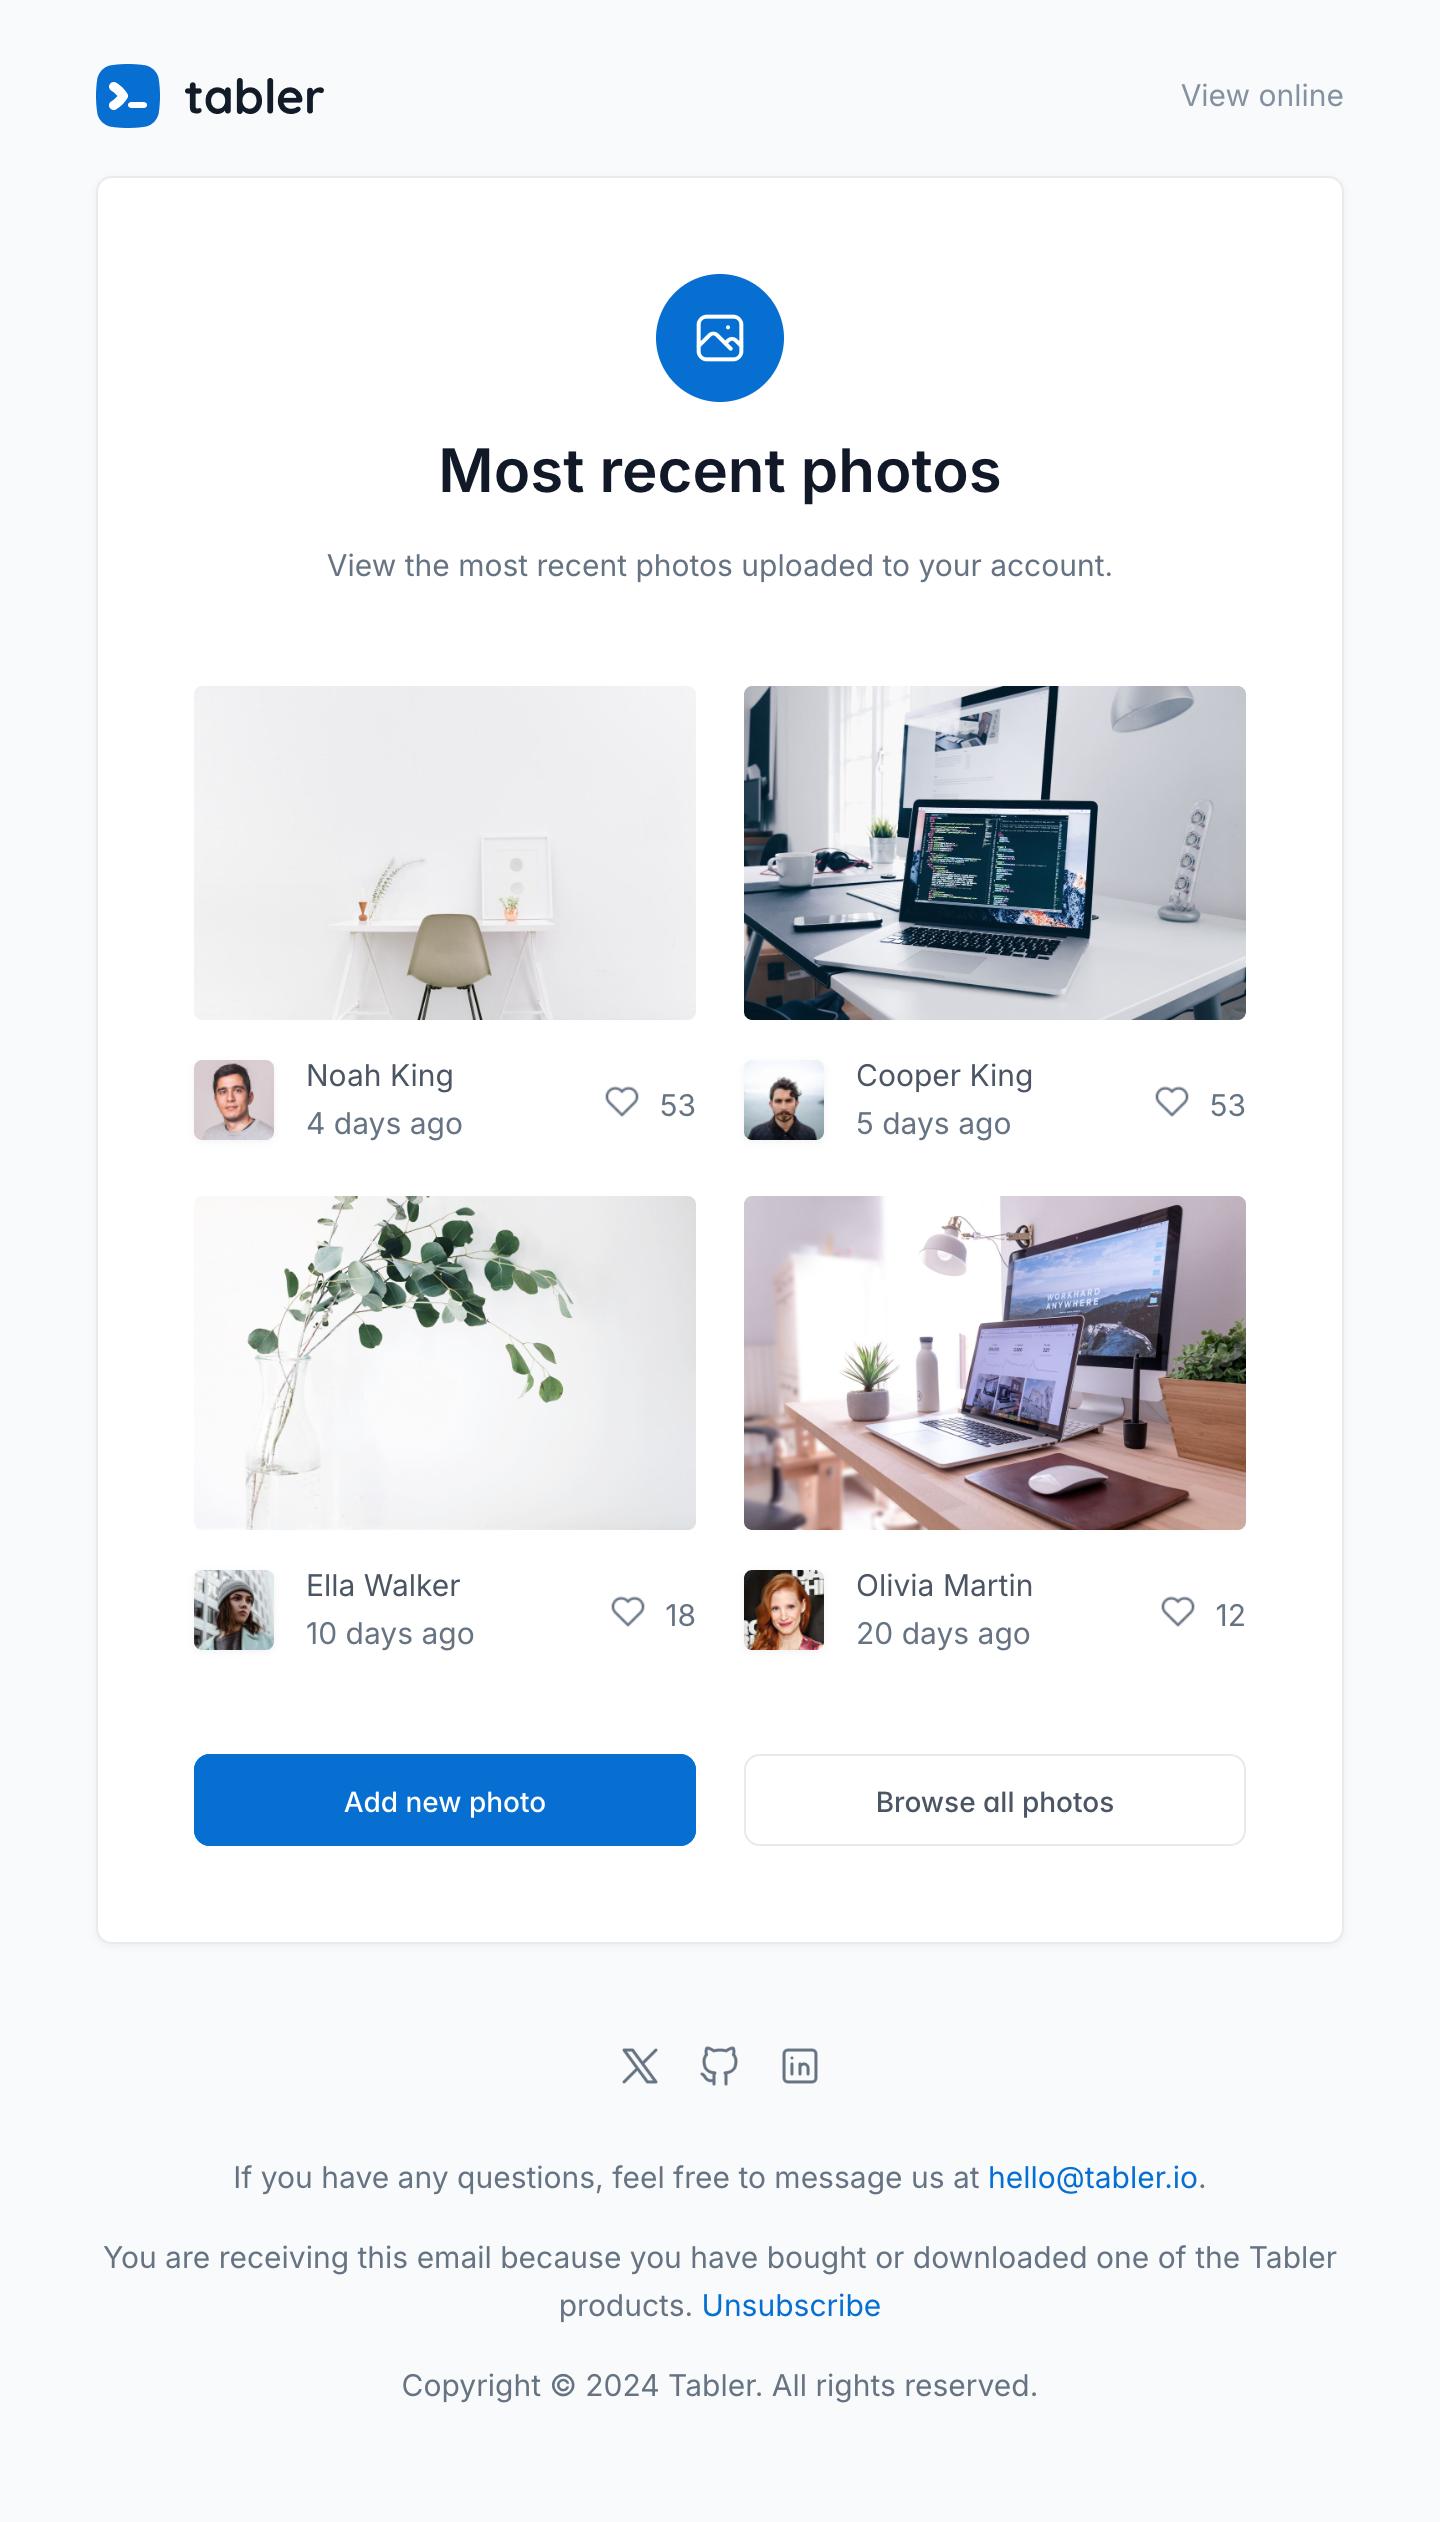 tabler
View online
Most recent photos
View the most recent photos uploaded to your account.
Noah King
4 days ago
53
Cooper King
5 days ago
53
WORKHARD
ANYWHERE
Ella Walker
10 days ago
18
Olivia Martin
20 days ago
12
Add new photo
Browse all photos
If you have any questions, feel free to message us at hello@tabler.io.
You are receiving this email because you have bought or downloaded one of the Tabler
products. Unsubscribe
Copyright © 2024 Tabler. All rights reserved.